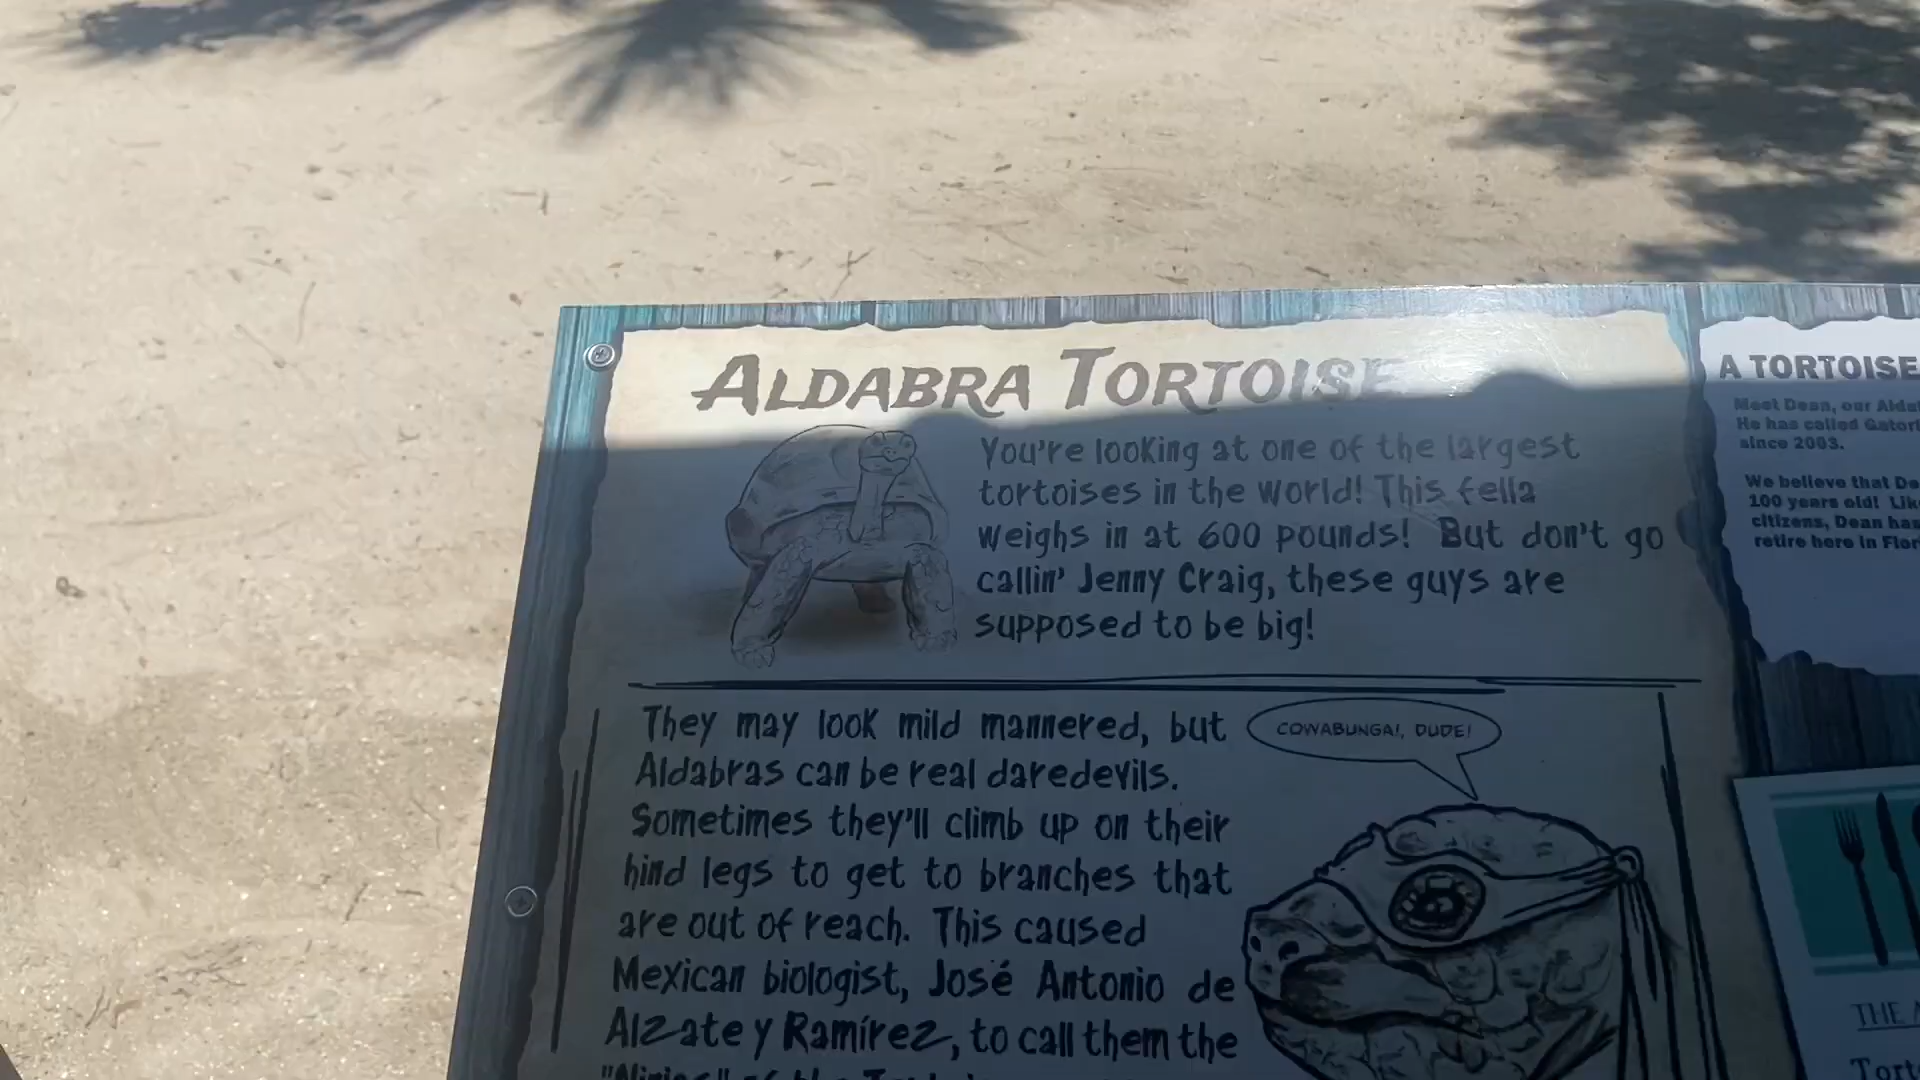 ALDABRA TORTOISE
You're looking at one of the largest
tortoises in the world! This fella
weighs in at 600 pounds! But don't go
callin' Jenny Craig, these guys are
supposed to be big!
They may look mild mannered, but
Aldabras can be real daredevils.
Sometimes they'll climb up on their
hind legs to get to branches that
are out of reach. This caused
Mexican biologist, José Antonio de
Alzate y Ramírez, to call them the
COWABUNGA!, DUDE!
A TORTOISE
Meet Dean, our
He has called
since 2003.
We believe that
100 years old!
citizens, Dean has
retire here in
THE